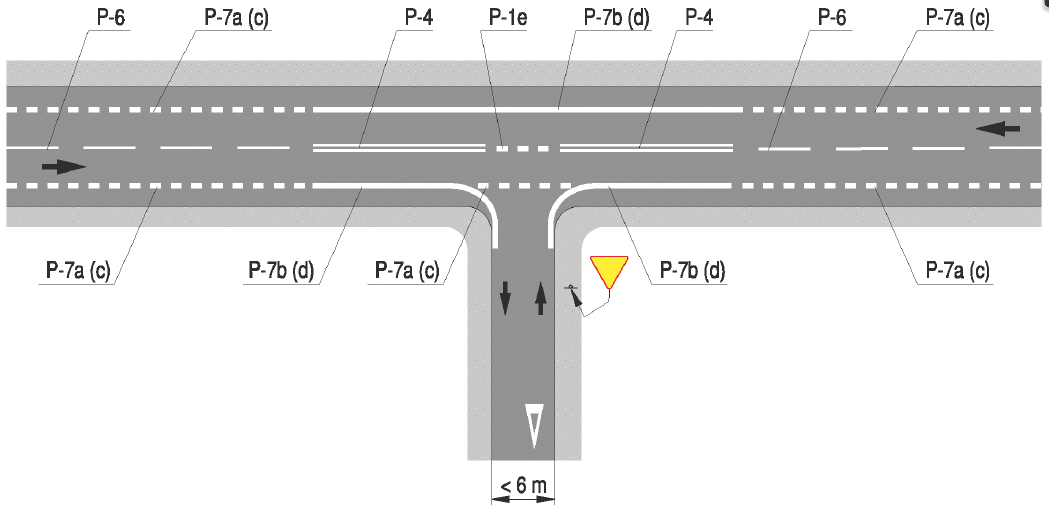 P-6
P-7a (c)
P-4
P-1e
P-7b (d)
P-4
P-6
P-7a (c)
P-7a (c)
P-7b (d)
P-7a (c)
P-7b (d)
P-7a (c)
< 6 m